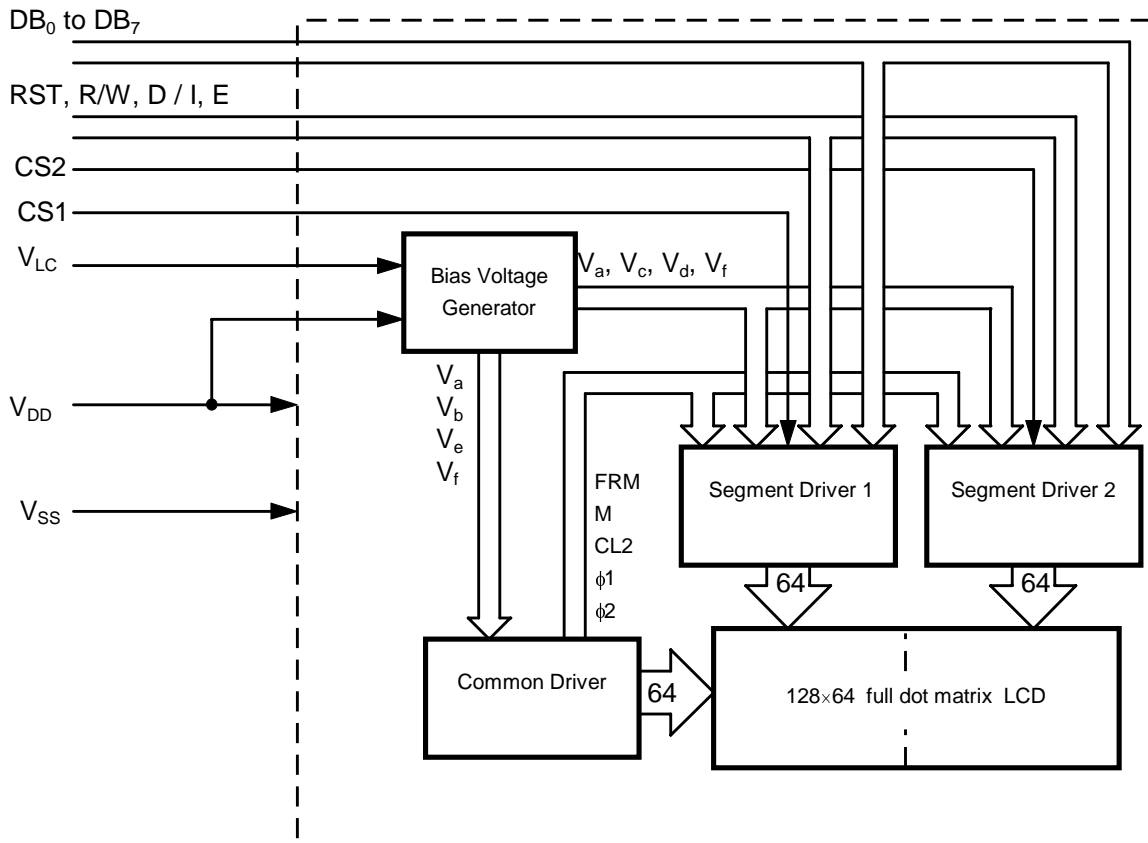 DB0 to DB7
RST, R/W, D / I, E
CS2
CS1
VLC
Bias Voltage
Generator
Va, Vc, Vd, Vf
VDD
Va
Vb
Ve
Vf
VSS
FRM
M
CL2
ϕ1
ϕ2
Segment Driver 1
Segment Driver 2
64
64
Common Driver
64
128×64 full dot matrix LCD